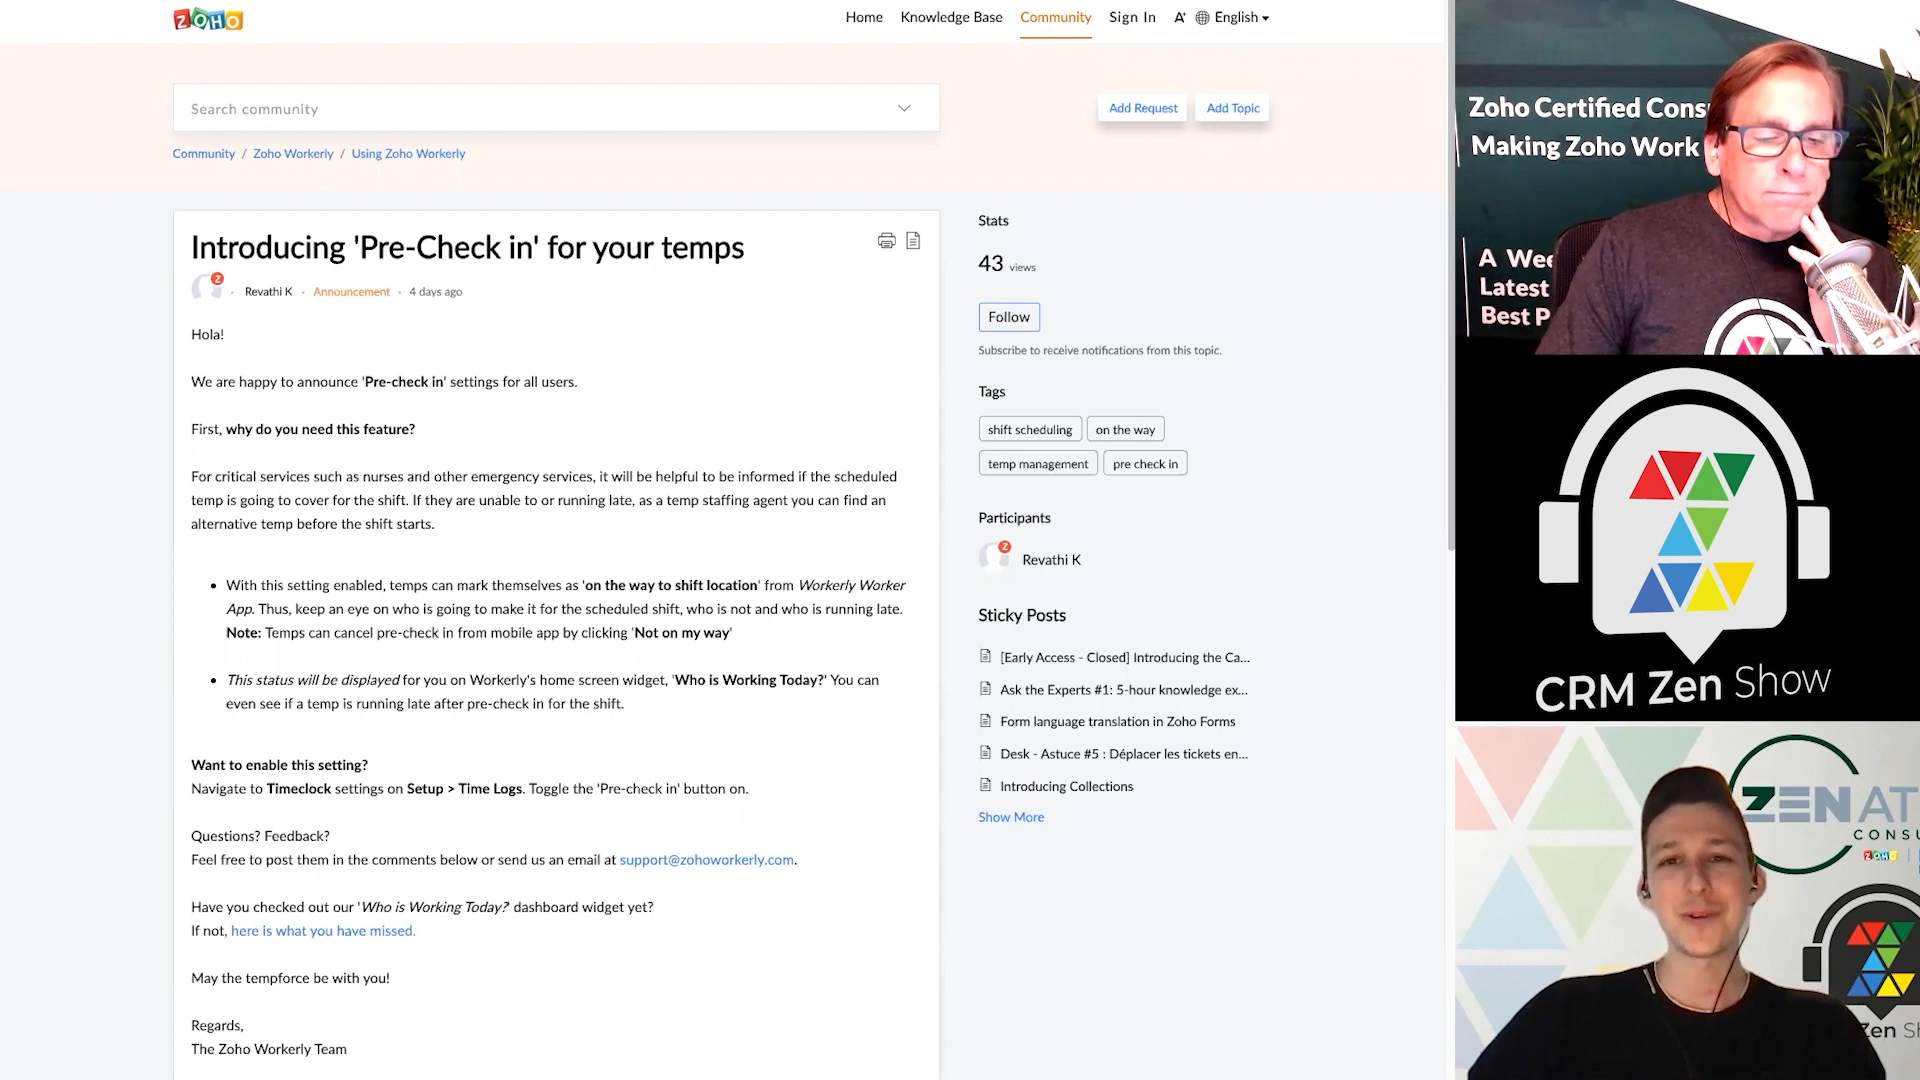 ZOHO
Home Knowledge Base Community Sign In A English
Search community
Add Request Add Topic
Community / Zoho Workerly / Using Zoho Workerly
Introducing 'Pre-Check in' for your temps
Z
Revathi K · Announcement · 4 days ago
Hola!
We are happy to announce 'Pre-check in' settings for all users.
First, why do you need this feature?
For critical services such as nurses and other emergency services, it will be helpful to be informed if the scheduled
temp is going to cover for the shift. If they are unable to or running late, as a temp staffing agent you can find an
alternative temp before the shift starts.
• With this setting enabled, temps can mark themselves as 'on the way to shift location' from Workerly Worker
App. Thus, keep an eye on who is going to make it for the scheduled shift, who is not and who is running late.
Note: Temps can cancel pre-check in from mobile app by clicking 'Not on my way'
• This status will be displayed for you on Workerly's home screen widget, 'Who is Working Today?' You can
even see if a temp is running late after pre-check in for the shift.
Want to enable this setting?
Navigate to Timeclock settings on Setup > Time Logs. Toggle the 'Pre-check in' button on.
Questions? Feedback?
Feel free to post them in the comments below or send us an email at support@zohoworkerly.com.
Have you checked out our 'Who is Working Today?' dashboard widget yet?
If not, here is what you have missed.
May the tempforce be with you!
Regards,
The Zoho Workerly Team
Stats
43 views
Follow
Subscribe to receive notifications from this topic.
Tags
shift scheduling on the way
temp management pre check in
Participants
Z
Revathi K
Sticky Posts
[Early Access - Closed] Introducing the Ca...
Ask the Experts #1: 5-hour knowledge ex...
Form language translation in Zoho Forms
Desk - Astuce #5 : Déplacer les tickets en...
Introducing Collections
Show More
Zoho Certified Cons
Making Zoho Work
A Wee
Latest
Best P
CRM Zen Show
ZENAT
CONSU
ZOHO
Zen Sh